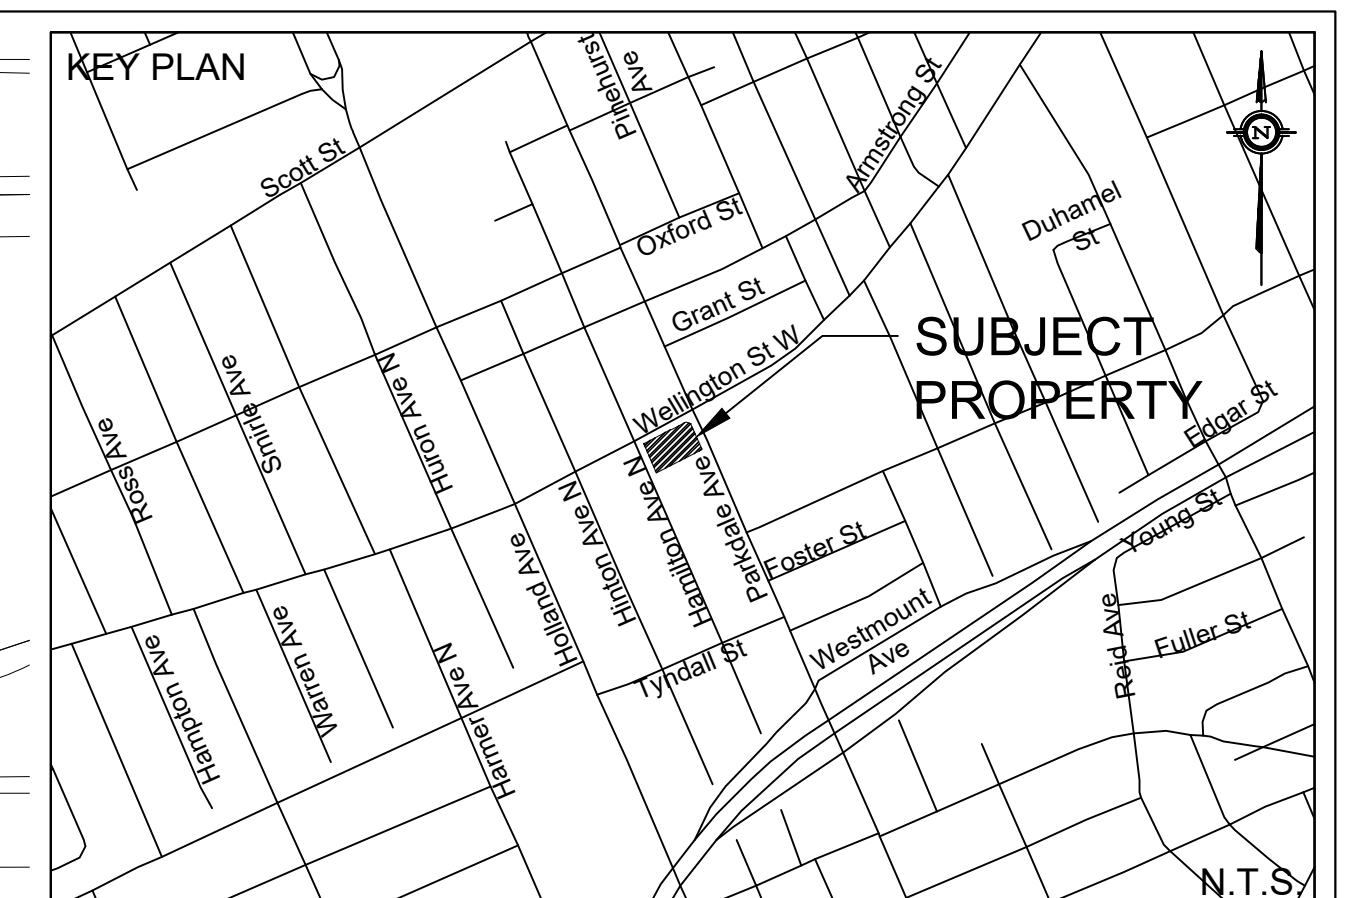 KEY PLAN
Pinehurst
Ave
Armstrong St
N
Scott St
Duhamel
St
Oxford St
Grant St
SUBJECT
PROPERTY
Wellington St W
Smirle Ave
Huron Ave N
Ross Ave
Edgar St
Hinton Ave N
Hamilton Ave N
Parkdale Ave
Holland Ave
Foster St
Young St
Westmount
Ave
Reid Ave
Fuller St
Tyndall St
Hampton Ave
Warren Ave
Harmer Ave N
N.T.S.